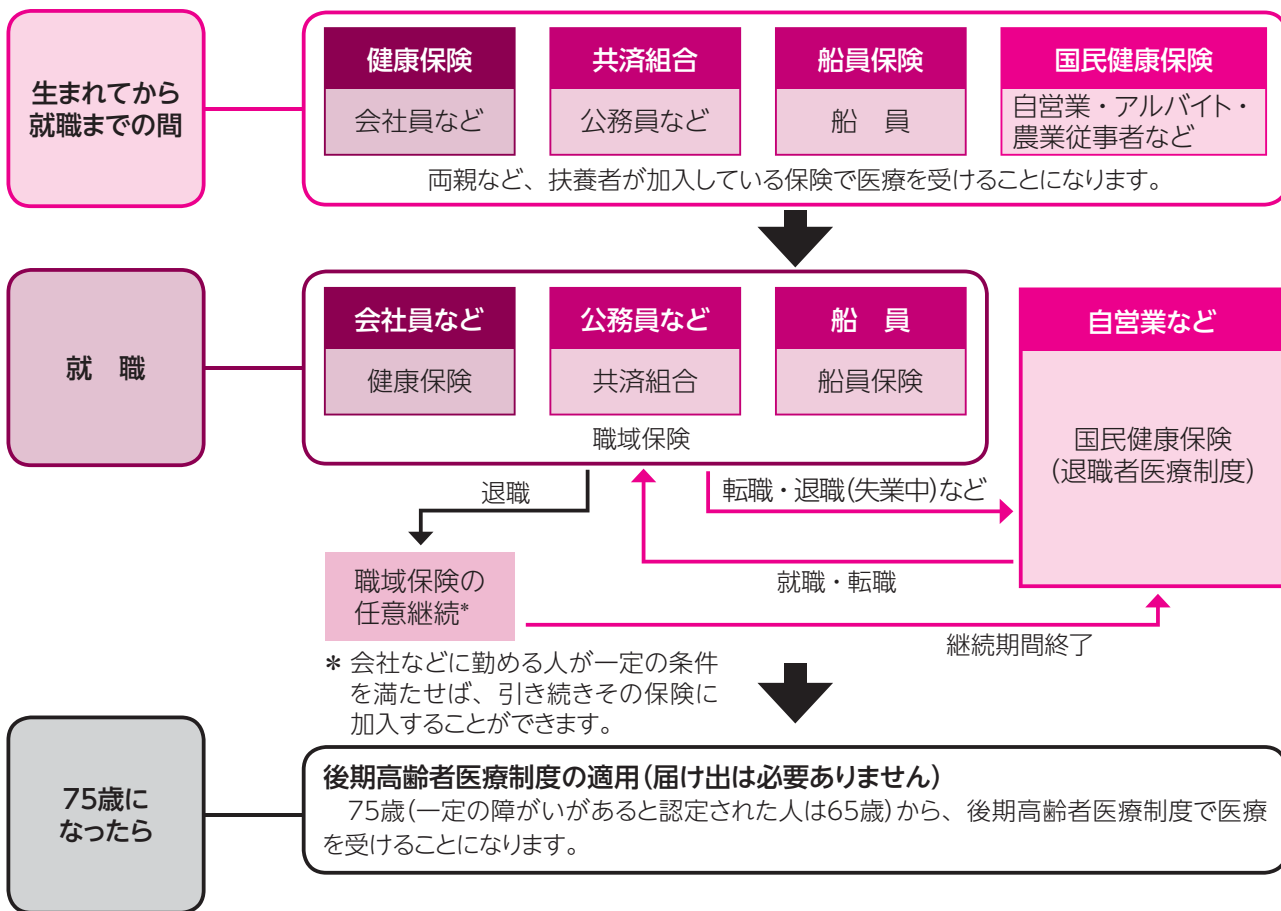 生まれてから
就職までの間
健康保険
会社員など
共済組合
公務員など
船員保険
船　員
国民健康保険
自営業・アルバイト・
農業従事者など
両親など、扶養者が加入している保険で医療を受けることになります。
就　職
会社員など
健康保険
公務員など
共済組合
船　員
船員保険
職域保険
自営業など
国民健康保険
(退職者医療制度)
退職
転職・退職(失業中)など
就職・転職
職域保険の
任意継続*
継続期間終了
＊ 会社などに勤める人が一定の条件
を満たせば、引き続きその保険に
加入することができます。
75歳に
なったら
後期高齢者医療制度の適用(届け出は必要ありません)
75歳(一定の障がいがあると認定された人は65歳)から、後期高齢者医療制度で医療
を受けることになります。